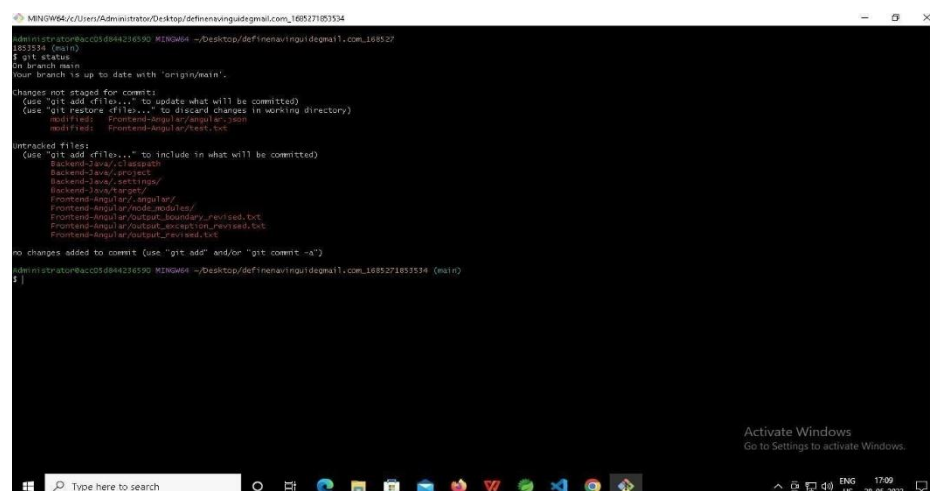 MINGW64:/c/Users/Administrator/Desktop/definenavinguidegmail.com_1685271853534
Administrator@acc05d844236590 MINGW64 ~/Desktop/definenavinguidegmail.com_168527
1853534 (main)
$ git status
On branch main
Your branch is up to date with 'origin/main'.
Changes not staged for commit:
(use "git add <file>..." to update what will be committed)
(use "git restore <file>..." to discard changes in working directory)
modified: Frontend-Angular/angular.json
modified: Frontend-Angular/test.txt
Untracked files:
(use "git add <file>..." to include in what will be committed)
Backend-Java/.classpath
Backend-Java/.project
Backend-Java/.settings/
Backend-Java/target/
Frontend-Angular/.angular/
Frontend-Angular/node_modules/
Frontend-Angular/output_boundary_revised.txt
Frontend-Angular/output_exception_revised.txt
Frontend-Angular/output_revised.txt
no changes added to commit (use "git add" and/or "git commit -a")
Administrator@acc05d844236590 MINGW64 ~/Desktop/definenavinguidegmail.com_1685271853534 (main)
$
Activate Windows
Go to Settings to activate Windows.
Type here to search
ENG 17:09